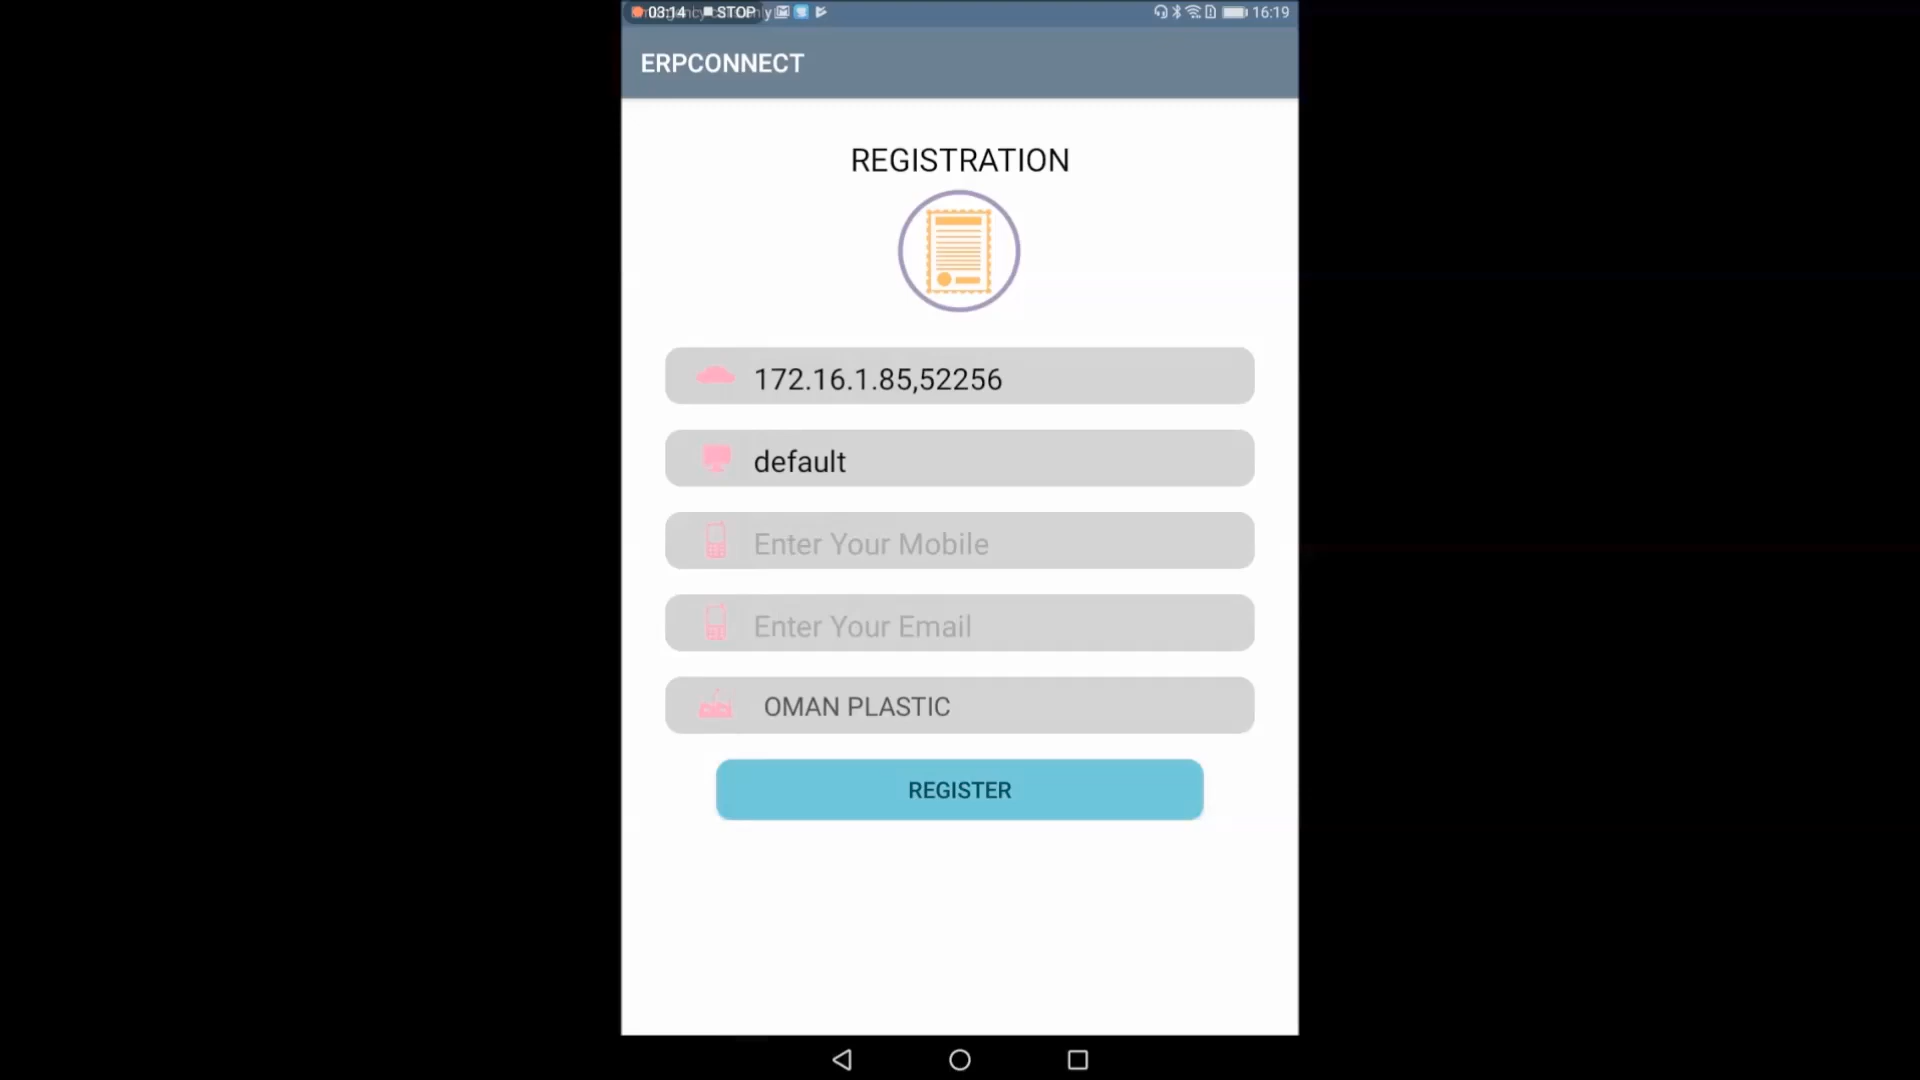 03:14 STOP 16:19
ERPCONNECT
REGISTRATION
172.16.1.85,52256
default
Enter Your Mobile
Enter Your Email
OMAN PLASTIC
REGISTER